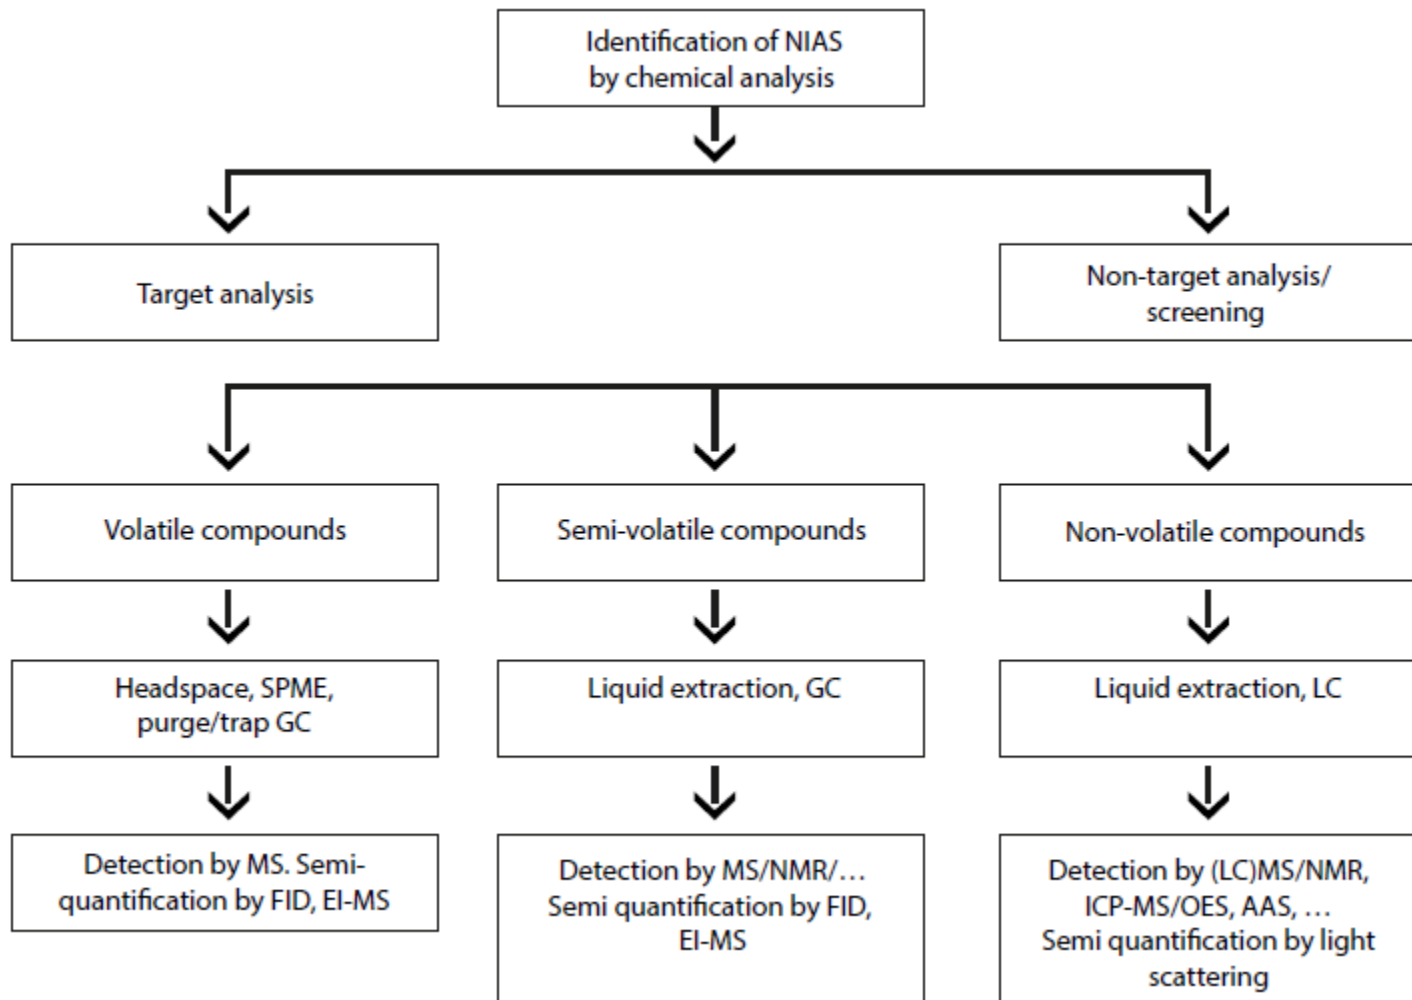 Identification of NIAS
by chemical analysis
Target analysis
Non-target analysis/
screening
Volatile compounds
Semi-volatile compounds
Non-volatile compounds
Headspace, SPME,
purge/trap GC
Liquid extraction, GC
Liquid extraction, LC
Detection by MS. Semi-
quantification by FID, EI-MS
Detection by MS/NMR/…
Semi quantification by FID,
EI-MS
Detection by (LC)MS/NMR,
ICP-MS/OES, AAS, …
Semi quantification by light
scattering